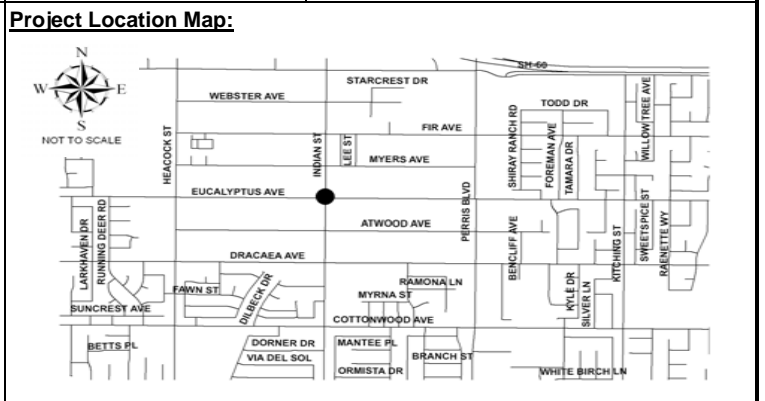 Project Location Map:
N
W
E
S
NOT TO SCALE
SH-60
STARCREST DR
WEBSTER AVE
TODD DR
WILLOW TREE AVE
FIR AVE
HEACOCK ST
INDIAN ST
LEE ST
MYERS AVE
SHIRAY RANCH RD
FOREMAN AVE
TAMARA DR
EUCALYPTUS AVE
PERRIS BLVD
ATWOOD AVE
LARKHAVEN DR
RUNNING DEER RD
BENCLIFF AVE
KITCHING ST
SWEETSPICE ST
RAENETTE WY
DRACAEA AVE
FAWN ST
DILBECK DR
RAMONA LN
MYRNA ST
KYLE DR
SILVER LN
SUNCREST AVE
COTTONWOOD AVE
BETTS PL
DORNER DR
MANTEE PL
VIA DEL SOL
BRANCH ST
ORMISTA DR
WHITE BIRCH LN